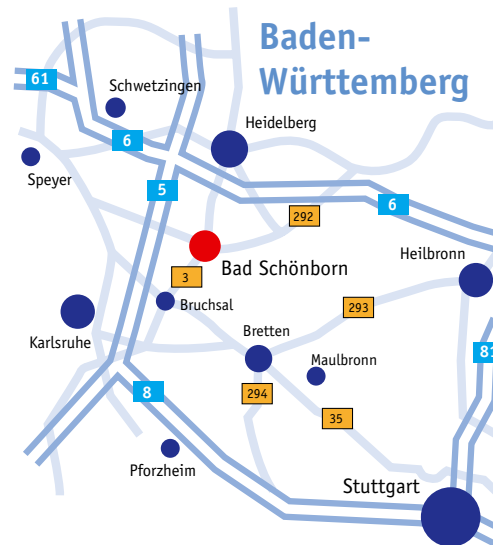 Baden-
Württemberg
61
Schwetzingen
6
Heidelberg
Speyer
5
6
292
Heilbronn
Bad Schönborn
3
Bruchsal
293
Karlsruhe
Bretten
81
Maulbronn
8
294
35
Pforzheim
Stuttgart